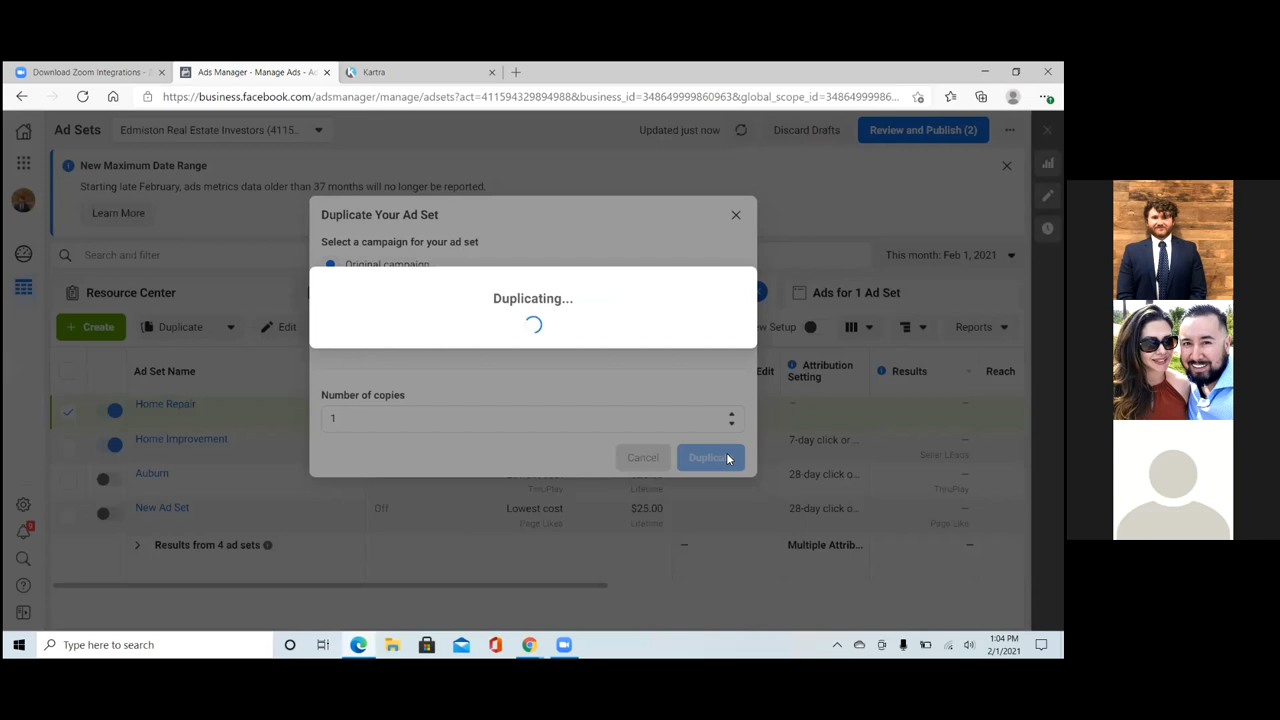 Download Zoom Integrations - Z
Ads Manager - Manage Ads - Ad
Kartra
https://business.facebook.com/adsmanager/manage/adsets?act=411594329894988&business_id=3486499999860963&global_scope_id=34864999986...
Ad Sets
Edmiston Real Estate Investors (4115...
Updated just now
Discard Drafts
Review and Publish (2)
New Maximum Date Range
Starting late February, ads metrics data older than 37 months will no longer be reported.
Learn More
Duplicate Your Ad Set
Select a campaign for your ad set
Original campaign
Search and filter
This month: Feb 1, 2021
Resource Center
Ads for 1 Ad Set
Duplicating...
+ Create
Duplicate
Edit
Setup
Reports
Ad Set Name
Edit
Attribution Setting
Results
Reach
Number of copies
1
Home Repair
Home Improvement
7-day click or ...
Cancel
Duplicate
Auburn
28-day click o...
ThruPlay
Lifetime
ThruPlay
New Ad Set
Off
Lowest cost
$25.00
28-day click o...
Page Likes
Lifetime
Page Like
Results from 4 ad sets
Multiple Attrib...
Type here to search
1:04 PM
2/1/2021